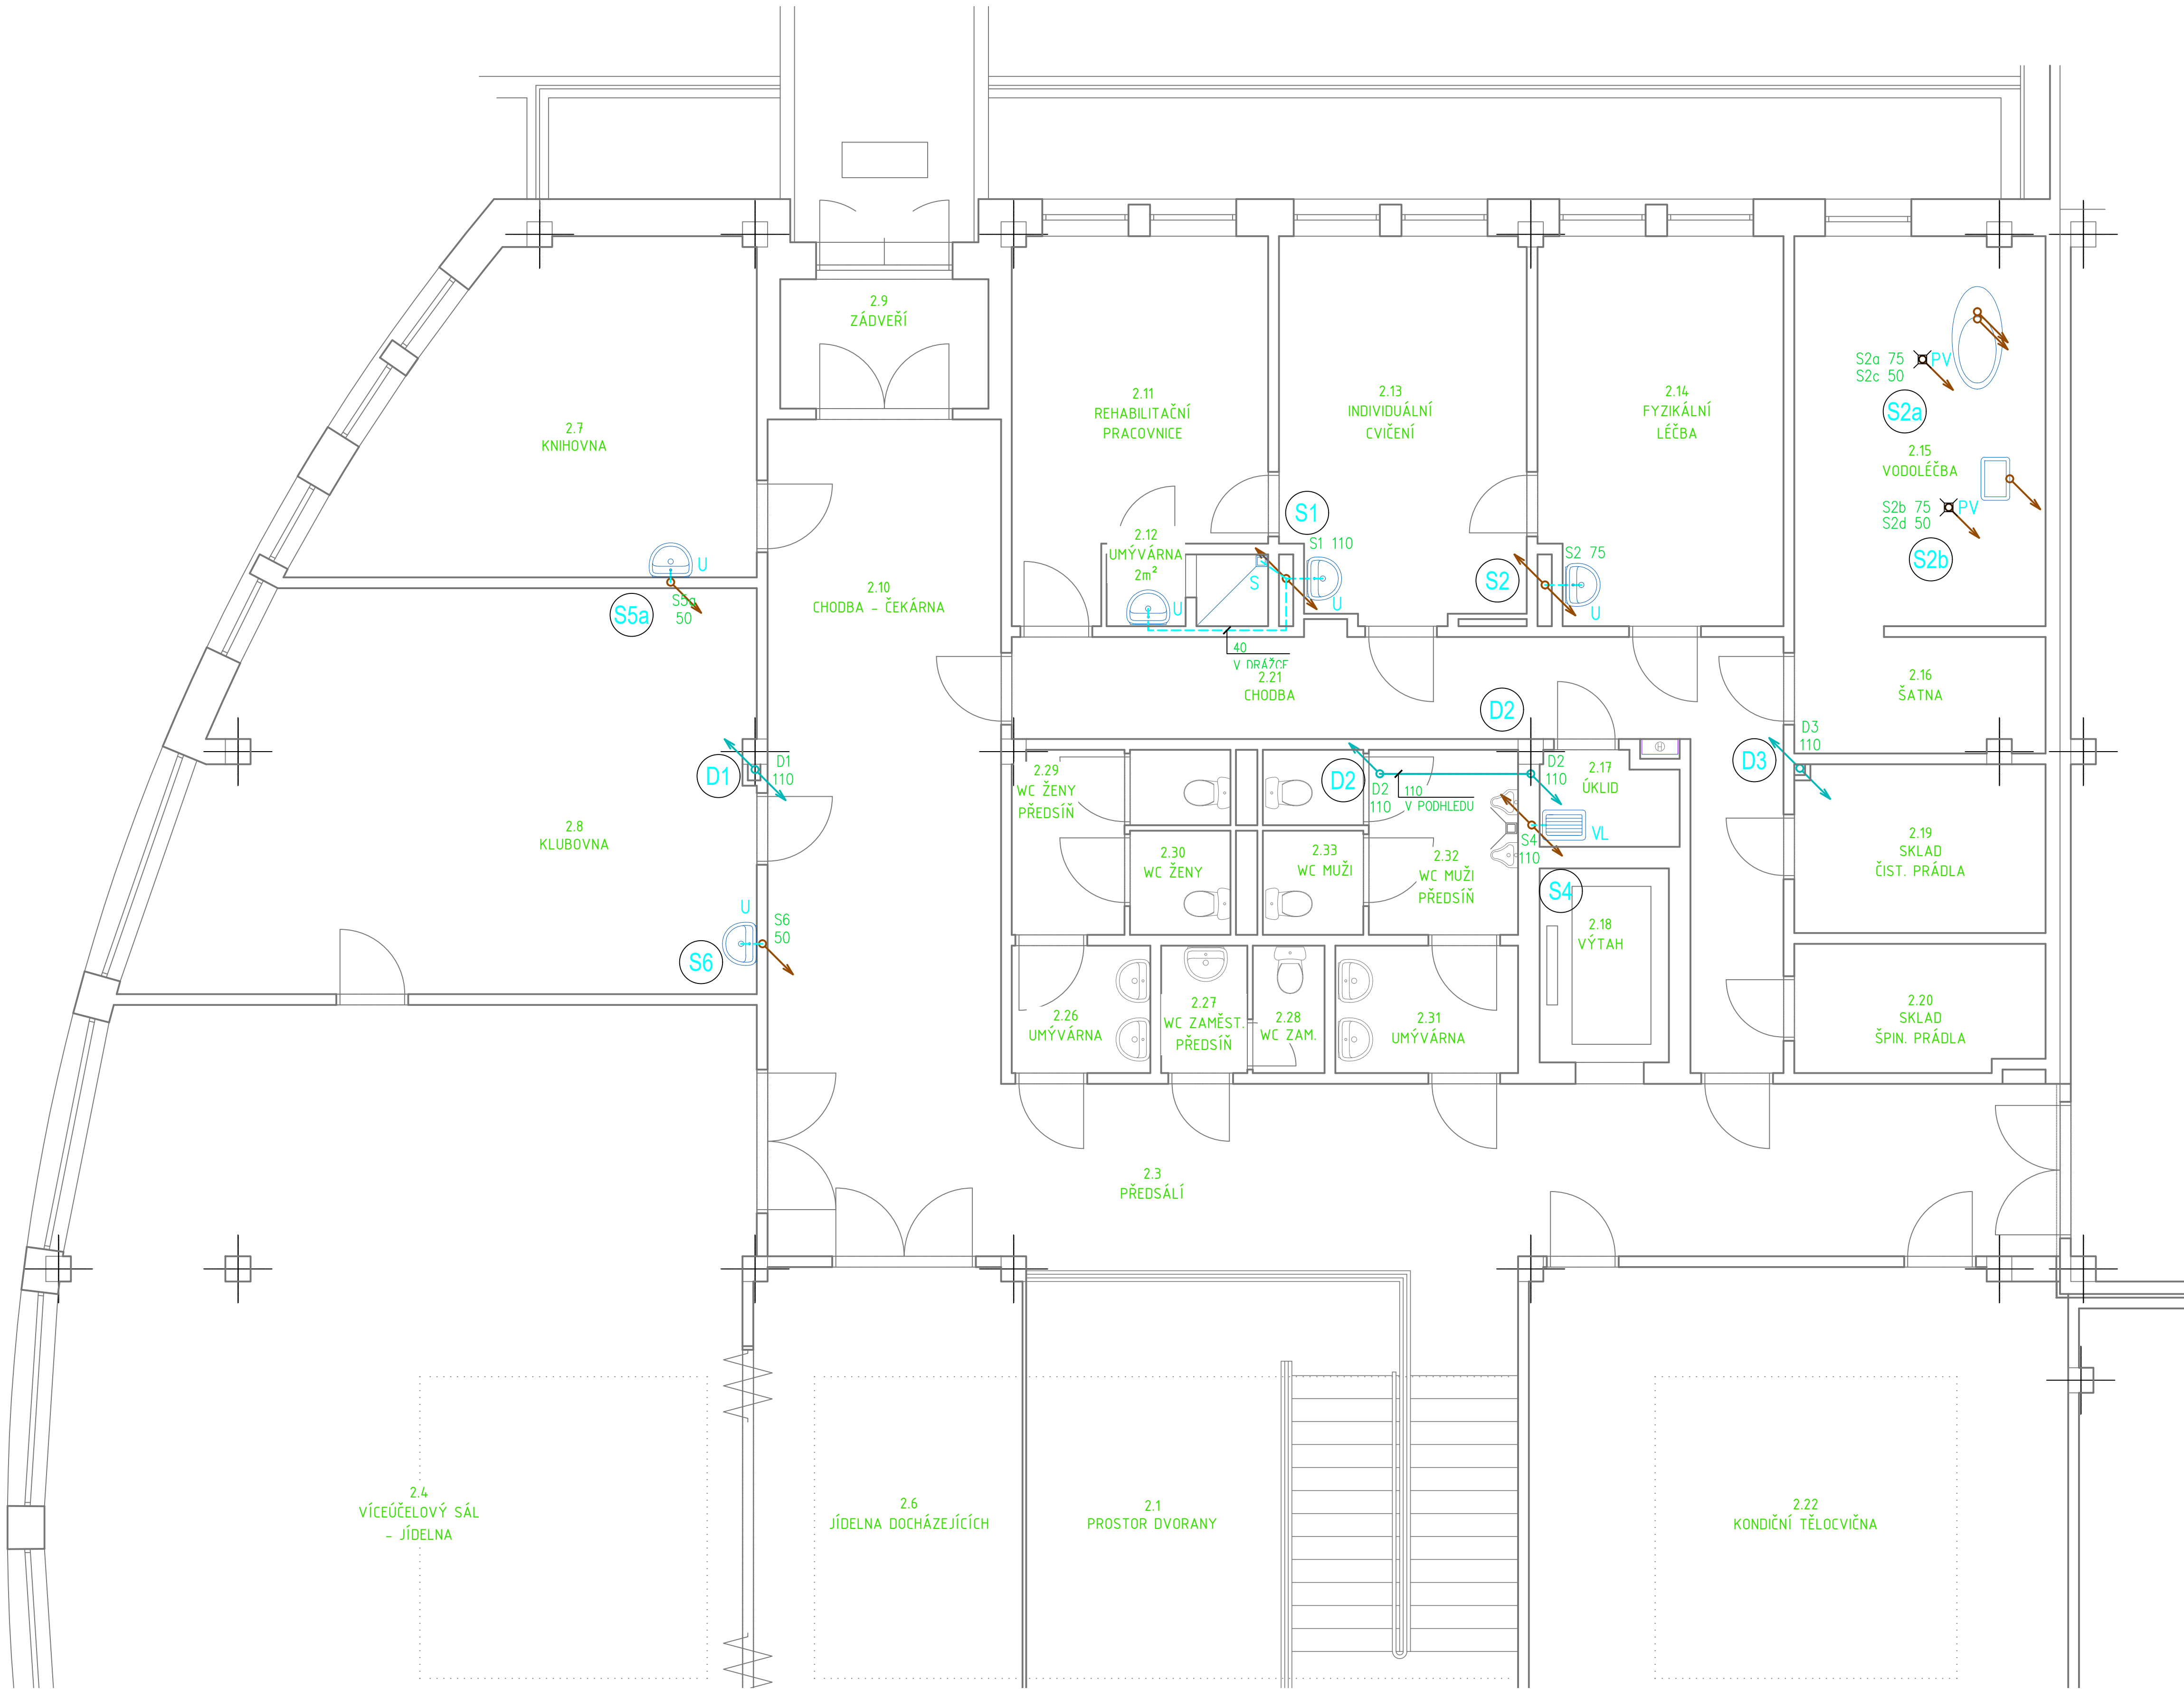 2.9
ZÁDVEŘÍ
2.7
KNIHOVNA
U
S5a
S5a
50
2.10
CHODBA - ČEKÁRNA
2.11
REHABILITAČNÍ
PRACOVNICE
2.12
UMÝVÁRNA
2m²
U
S
40
V DRÁŽCE
2.21
CHODBA
2.13
INDIVIDUÁLNÍ
CVIČENÍ
S1
S1 110
U
2.14
FYZIKÁLNÍ
LÉČBA
S2
S2 75
U
S2a 75
S2c 50
PV
S2a
2.15
VODOLÉČBA
S2b 75
S2d 50
PV
S2b
2.16
ŠATNA
D1
D1
110
2.8
KLUBOVNA
U
S6
50
S6
2.29
WC ŽENY
PŘEDSÍŇ
2.30
WC ŽENY
2.33
WC MUŽI
D2
D2
110
110
V PODHLEDU
D2
D2
110
2.17
ÚKLID
H
VL
S4
110
S4
2.32
WC MUŽI
PŘEDSÍŇ
2.18
VÝTAH
D3
D3
110
2.19
SKLAD
ČIST. PRÁDLA
2.20
SKLAD
ŠPIN. PRÁDLA
2.26
UMÝVÁRNA
2.27
WC ZAMĚST.
PŘEDSÍŇ
2.28
WC ZAM.
2.31
UMÝVÁRNA
2.3
PŘEDSÁLÍ
2.4
VÍCEÚČELOVÝ SÁL
- JÍDELNA
2.6
JÍDELNA DOCHÁZEJÍCÍCH
2.1
PROSTOR DVORANY
2.22
KONDIČNÍ TĚLOCVIČNA